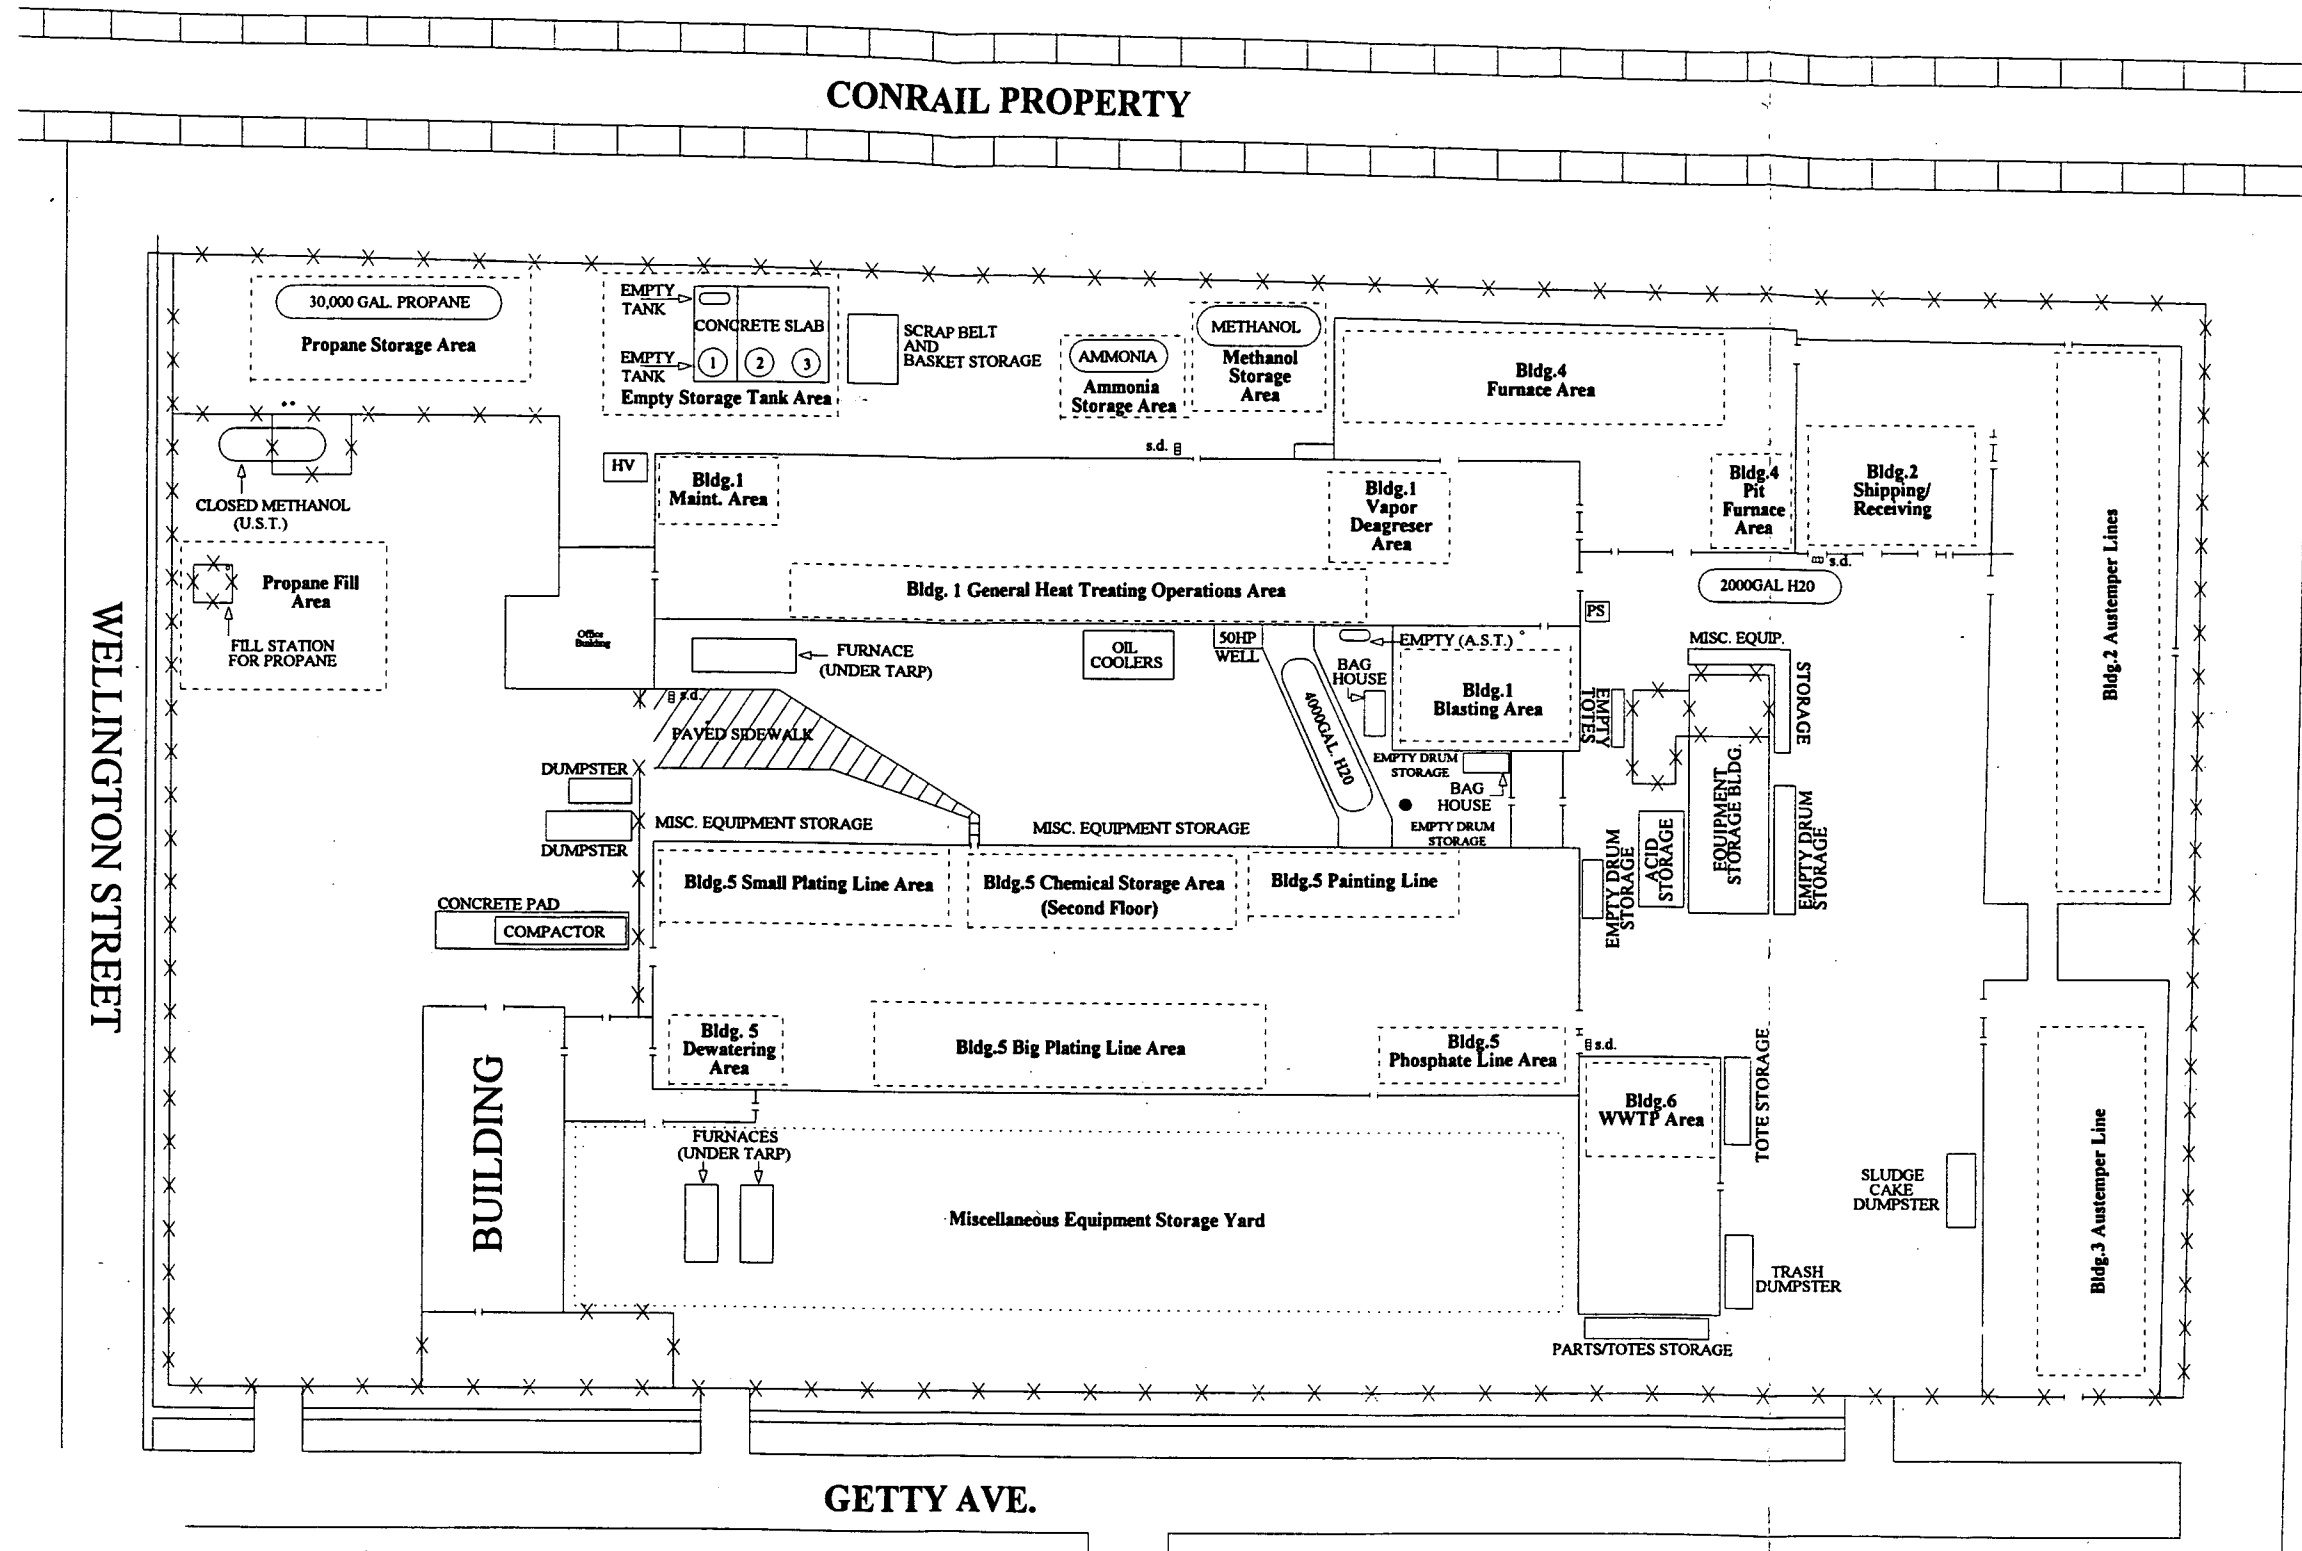 CONRAIL PROPERTY
30,000 GAL. PROPANE
Propane Storage Area
EMPTY
TANK
CONCRETE SLAB
EMPTY
TANK
1
2
3
Empty Storage Tank Area
SCRAP BELT
AND
BASKET STORAGE
AMMONIA
Ammonia
Storage Area
METHANOL
Methanol
Storage
Area
Bldg.4
Furnace Area
CLOSED METHANOL
(U.S.T.)
HV
Bldg.1
Maint. Area
s.d.
Bldg.1
Vapor
Deagreser
Area
Bldg.4
Pit
Furnace
Area
Bldg.2
Shipping/
Receiving
s.d.
Bldg.2 Austemper Lines
Propane Fill
Area
FILL STATION
FOR PROPANE
WELLINGTON STREET
Office
Building
Bldg. 1 General Heat Treating Operations Area
2000GAL H20
PS
FURNACE
(UNDER TARP)
OIL
COOLERS
50HP
WELL
EMPTY (A.S.T.)
BAG
HOUSE
4000GAL. H20
Bldg.1
Blasting Area
EMPTY
TOTES
MISC. EQUIP.
STORAGE
s.d.
PAVED SIDEWALK
DUMPSTER
DUMPSTER
MISC. EQUIPMENT STORAGE
MISC. EQUIPMENT STORAGE
EMPTY DRUM
STORAGE
BAG
HOUSE
EMPTY DRUM
STORAGE
EQUIPMENT
STORAGE BLDG.
ACID
STORAGE
EMPTY DRUM
STORAGE
EMPTY DRUM
STORAGE
Bldg.5 Small Plating Line Area
Bldg.5 Chemical Storage Area
(Second Floor)
Bldg.5 Painting Line
CONCRETE PAD
COMPACTOR
BUILDING
Bldg. 5
Dewatering
Area
Bldg.5 Big Plating Line Area
Bldg.5
Phosphate Line Area
s.d.
Bldg.6
WWTP Area
TOTE STORAGE
FURNACES
(UNDER TARP)
Miscellaneous Equipment Storage Yard
SLUDGE
CAKE
DUMPSTER
Bldg.3 Austemper Line
TRASH
DUMPSTER
PARTS/TOTES STORAGE
GETTY AVE.